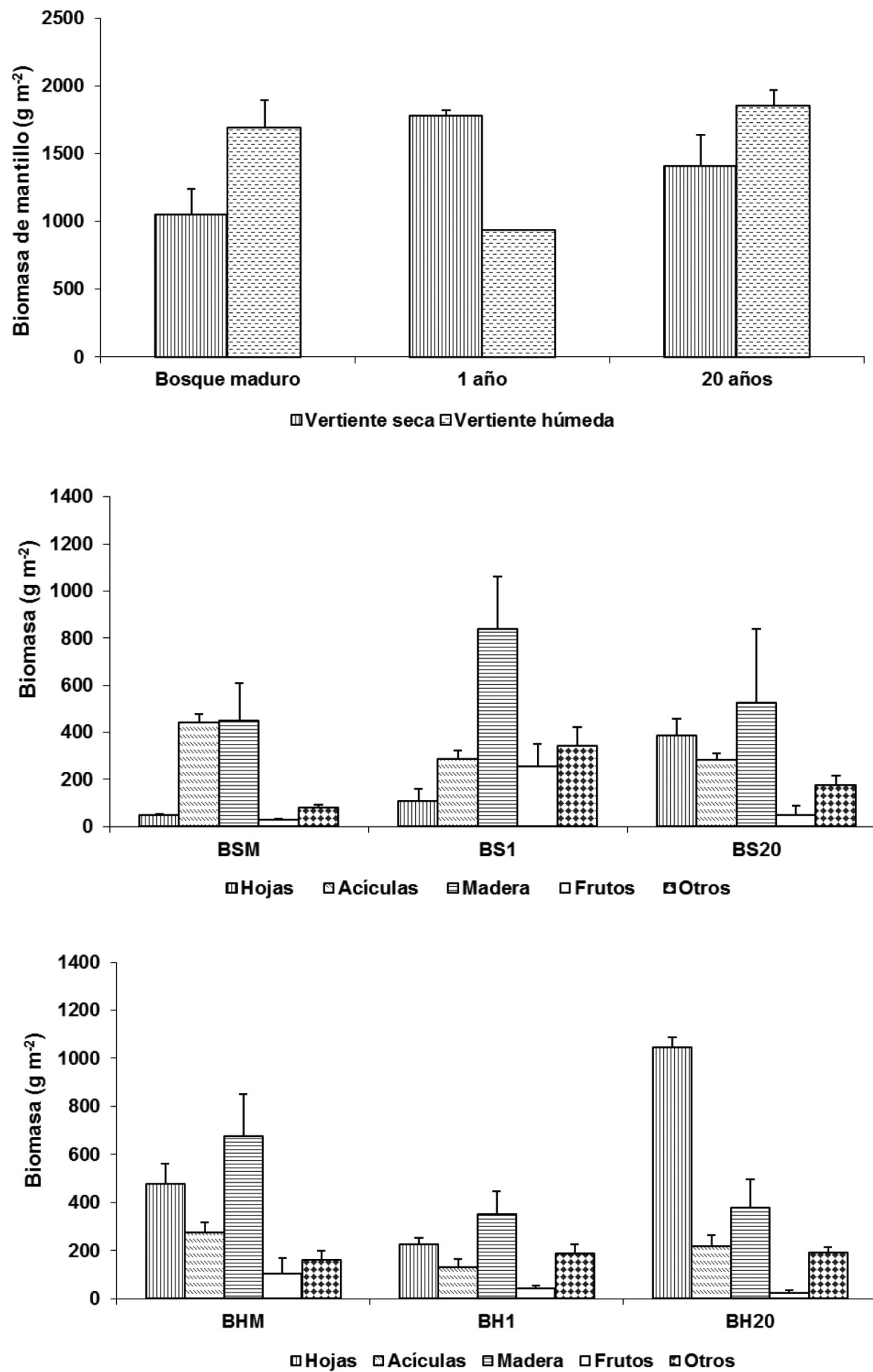 Biomasa de mantillo (g m-2)
2500
2000
1500
1000
500
0
Bosque maduro 1 año 20 años
Vertiente seca Vertiente húmeda
Biomasa (g m-2)
1400
1200
1000
800
600
400
200
0
BSM BS1 BS20
Hojas Acículas Madera Frutos Otros
Biomasa (g m-2)
1400
1200
1000
800
600
400
200
0
BHM BH1 BH20
Hojas Acículas Madera Frutos Otros